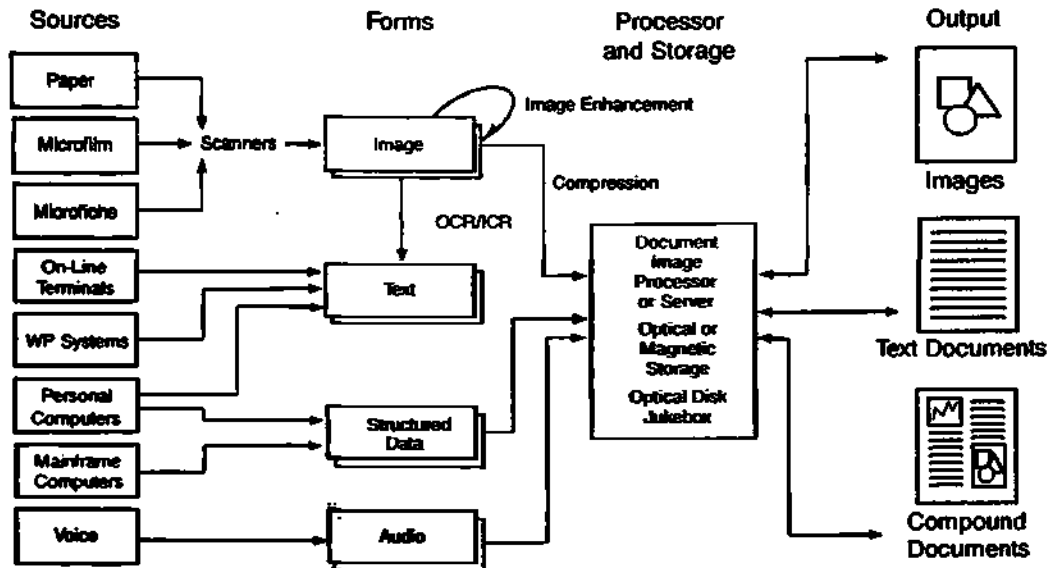 Sources
Forms
Processor
and Storage
Output
Paper
Microfilm
Microfiche
Scanners
On-Line
Terminals
WP Systems
Personal
Computers
Mainframe
Computers
Voice
Image
Image Enhancement
Compression
OCR/ICR
Text
Structured
Data
Audio
Document
Image
Processor
or Server
Optical or
Magnetic
Storage
Optical Disk
Jukebox
Images
Text Documents
Compound
Documents